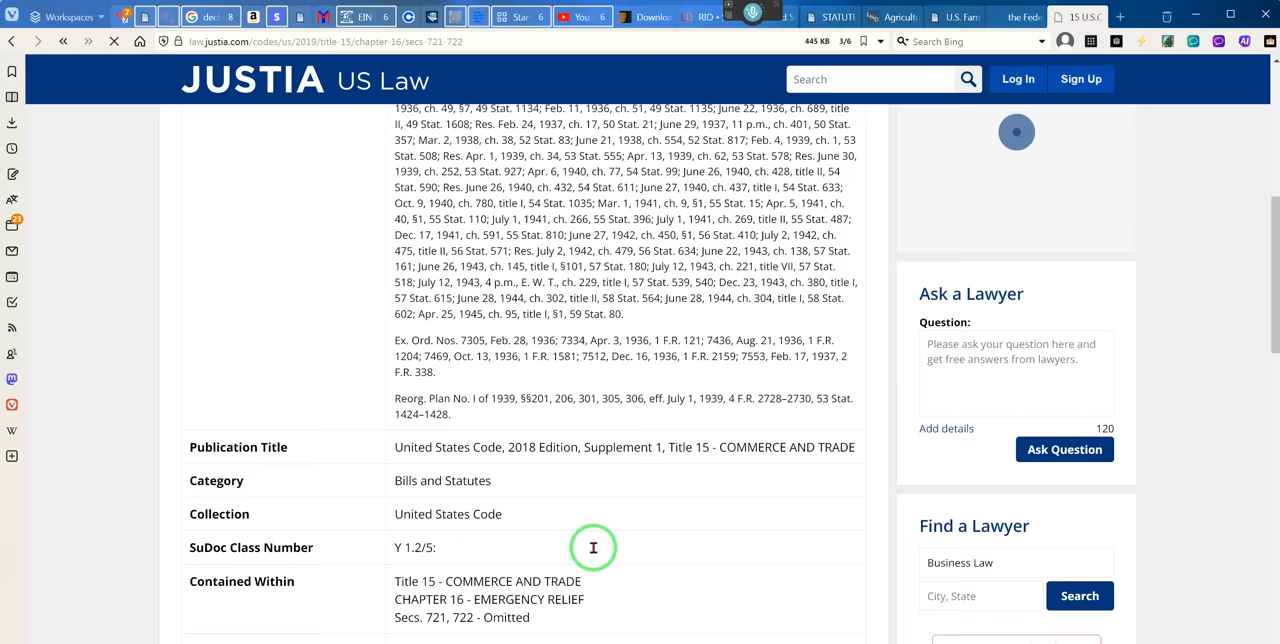 Workspaces
decl 8
EIN 6
Start 6
You 6
Downlo
RIO •
STATUTE
Agricultu
U.S. Farm
the Fede
15 U.S.C
law.justia.com/codes/us/2019/title-15/chapter-16/secs-721-722
445 KB 3/6
Search Bing
JUSTIA US Law
Search
Log In
Sign Up
23
1936, ch. 49, §7, 49 Stat. 1134; Feb. 11, 1936, ch. 51, 49 Stat. 1135; June 22, 1936, ch. 689, title
II, 49 Stat. 1608; Res. Feb. 24, 1937, ch. 17, 50 Stat. 21; June 29, 1937, 11 p.m., ch. 401, 50 Stat.
357; Mar. 2, 1938, ch. 38, 52 Stat. 83; June 21, 1938, ch. 554, 52 Stat. 817; Feb. 4, 1939, ch. 1, 53
Stat. 508; Res. Apr. 1, 1939, ch. 34, 53 Stat. 555; Apr. 13, 1939, ch. 62, 53 Stat. 578; Res. June 30,
1939, ch. 252, 53 Stat. 927; Apr. 6, 1940, ch. 77, 54 Stat. 99; June 26, 1940, ch. 428, title II, 54
Stat. 590; Res. June 26, 1940, ch. 432, 54 Stat. 611; June 27, 1940, ch. 437, title I, 54 Stat. 633;
Oct. 9, 1940, ch. 780, title I, 54 Stat. 1035; Mar. 1, 1941, ch. 9, §1, 55 Stat. 15; Apr. 5, 1941, ch.
40, §1, 55 Stat. 110; July 1, 1941, ch. 266, 55 Stat. 396; July 1, 1941, ch. 269, title II, 55 Stat. 487;
Dec. 17, 1941, ch. 591, 55 Stat. 810; June 27, 1942, ch. 450, §1, 56 Stat. 410; July 2, 1942, ch.
475, title II, 56 Stat. 571; Res. July 2, 1942, ch. 479, 56 Stat. 634; June 22, 1943, ch. 138, 57 Stat.
161; June 26, 1943, ch. 145, title I, §101, 57 Stat. 180; July 12, 1943, ch. 221, title VII, 57 Stat.
518; July 12, 1943, 4 p.m., E. W. T., ch. 229, title I, 57 Stat. 539, 540; Dec. 23, 1943, ch. 380, title I,
57 Stat. 615; June 28, 1944, ch. 302, title II, 58 Stat. 564; June 28, 1944, ch. 304, title I, 58 Stat.
602; Apr. 25, 1945, ch. 95, title I, §1, 59 Stat. 80.
Ex. Ord. Nos. 7305, Feb. 28, 1936; 7334, Apr. 3, 1936, 1 F.R. 121; 7436, Aug. 21, 1936, 1 F.R.
1204; 7469, Oct. 13, 1936, 1 F.R. 1581; 7512, Dec. 16, 1936, 1 F.R. 2159; 7553, Feb. 17, 1937, 2
F.R. 338.
Reorg. Plan No. I of 1939, §§201, 206, 301, 305, 306, eff. July 1, 1939, 4 F.R. 2728–2730, 53 Stat.
1424–1428.
Publication Title United States Code, 2018 Edition, Supplement 1, Title 15 - COMMERCE AND TRADE
Category Bills and Statutes
Collection United States Code
SuDoc Class Number Y 1.2/5:
Contained Within Title 15 - COMMERCE AND TRADE
CHAPTER 16 - EMERGENCY RELIEF
Secs. 721, 722 - Omitted
Ask a Lawyer
Question:
Please ask your question here and
get free answers from lawyers.
Add details 120
Ask Question
Find a Lawyer
Business Law
City, State
Search